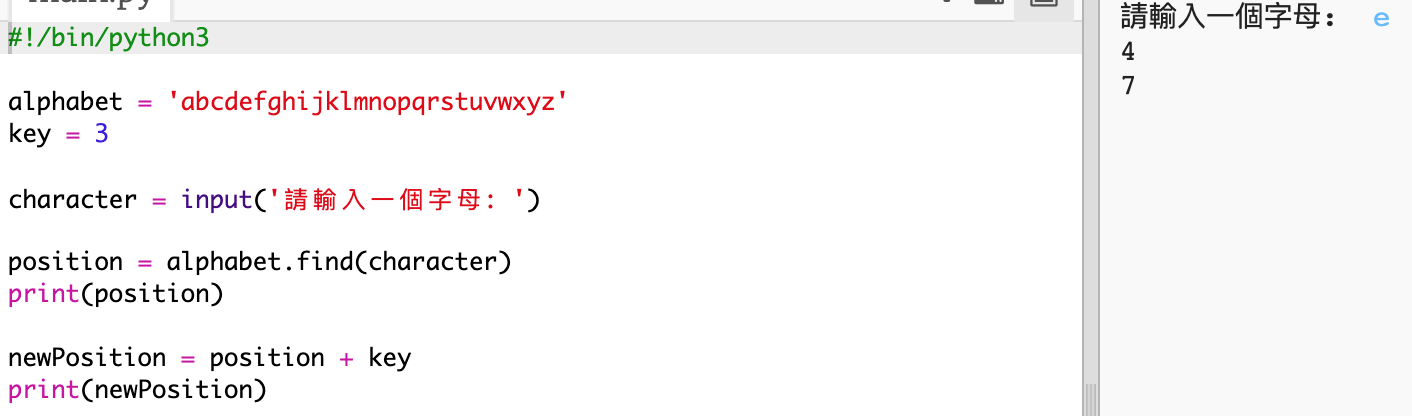 main.py
#!/bin/python3
alphabet = 'abcdefghijklmnopqrstuvwxyz'
key = 3
character = input('請輸入一個字母: ')
position = alphabet.find(character)
print(position)
newPosition = position + key
print(newPosition)
請輸入一個字母: e
4
7